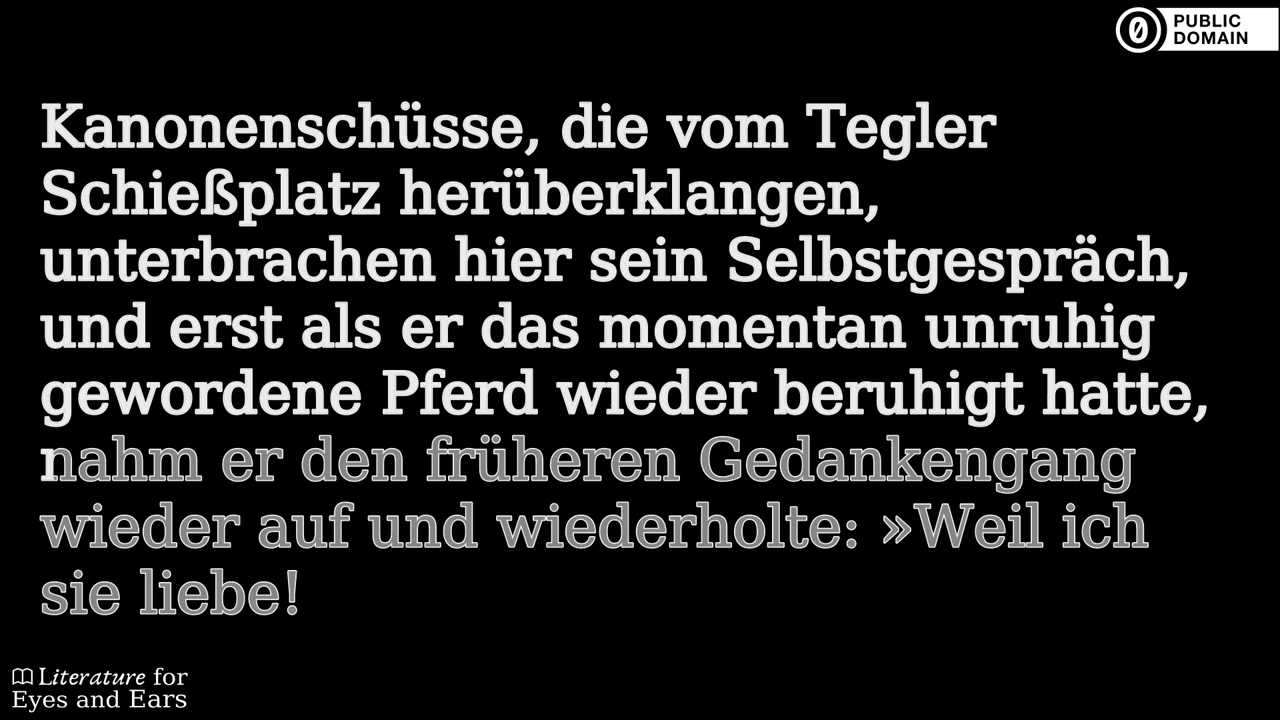 PUBLIC
DOMAIN
Kanonenschüsse, die vom Tegler
Schießplatz herüberklangen,
unterbrachen hier sein Selbstgespräch,
und erst als er das momentan unruhig
gewordene Pferd wieder beruhigt hatte,
nahm er den früheren Gedankengang
wieder auf und wiederholte: »Weil ich
sie liebe!
Literature for
Eyes and Ears